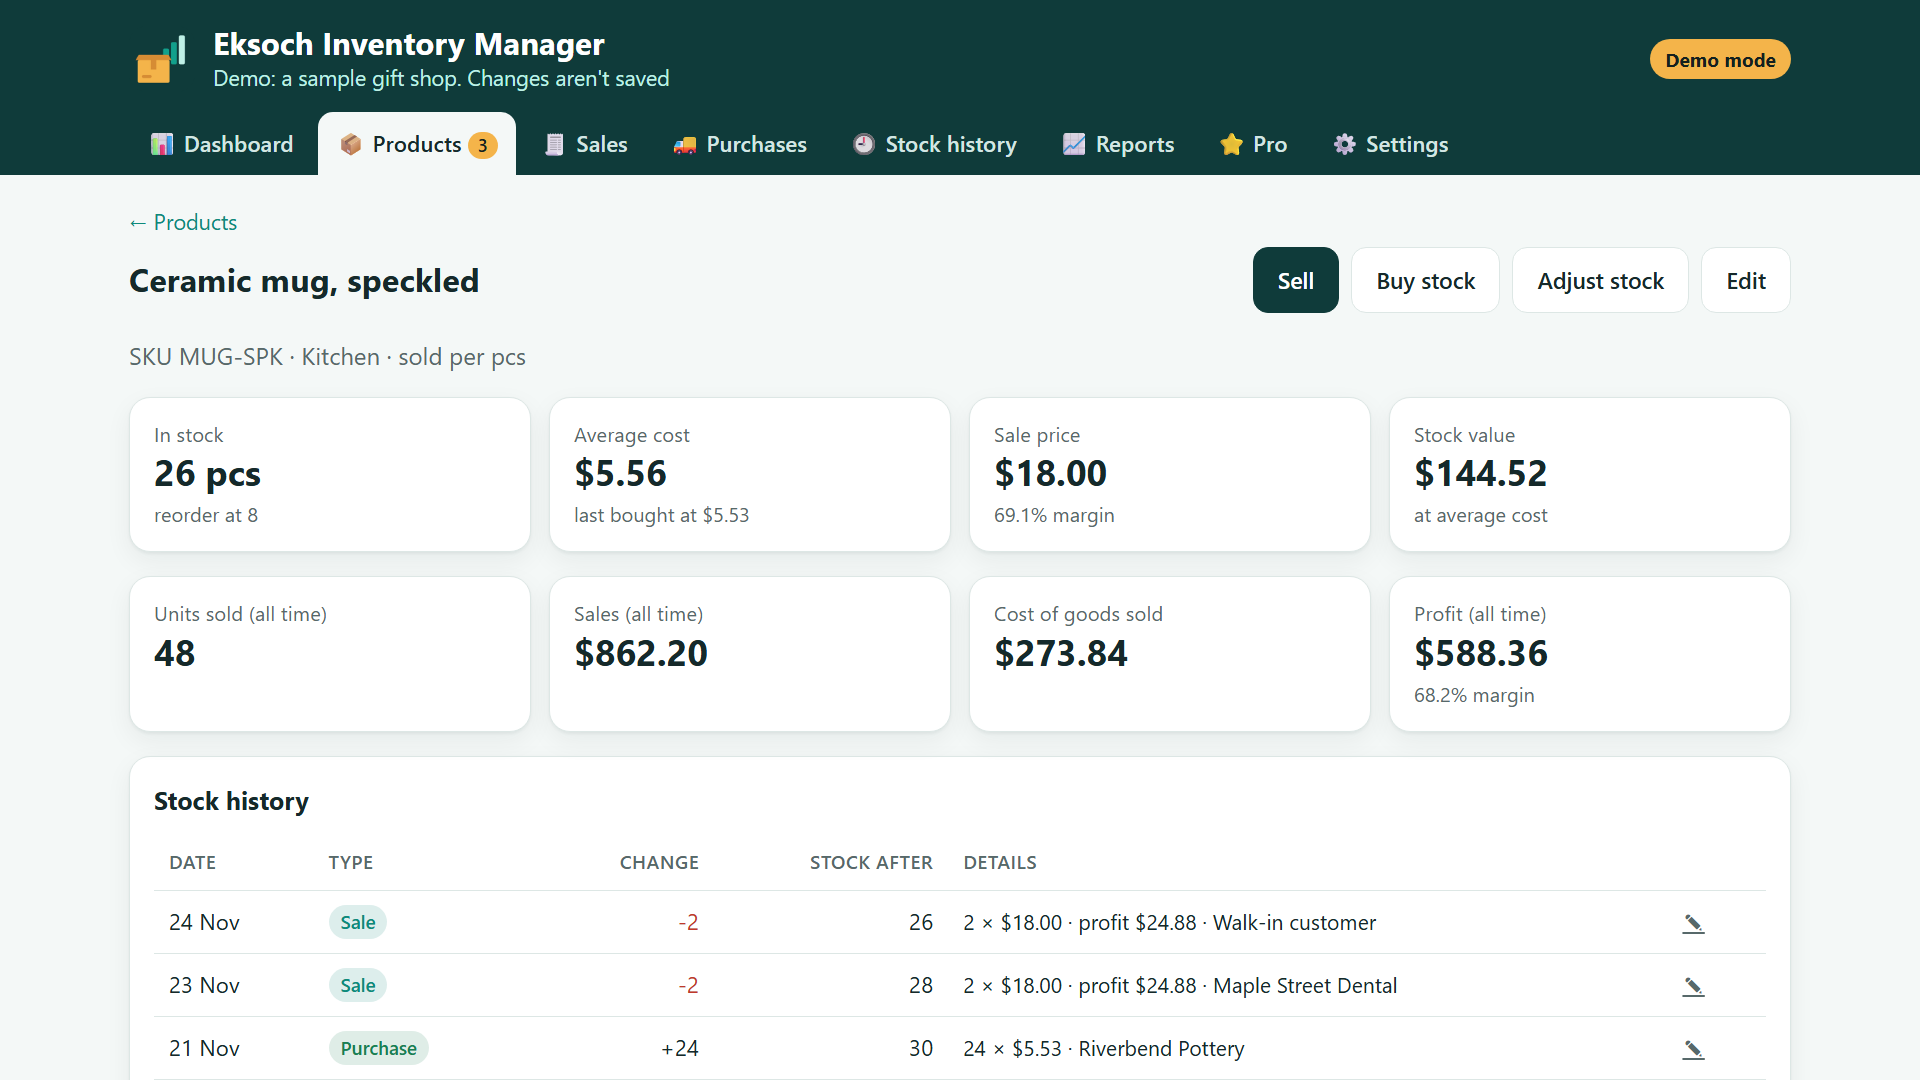 Eksoch Inventory Manager
Demo: a sample gift shop. Changes aren't saved
Demo mode
Dashboard
Products 3
Sales
Purchases
Stock history
Reports
Pro
Settings
← Products
Ceramic mug, speckled
Sell
Buy stock
Adjust stock
Edit
SKU MUG-SPK · Kitchen · sold per pcs
In stock
26 pcs
reorder at 8
Average cost
$5.56
last bought at $5.53
Sale price
$18.00
69.1% margin
Stock value
$144.52
at average cost
Units sold (all time)
48
Sales (all time)
$862.20
Cost of goods sold
$273.84
Profit (all time)
$588.36
68.2% margin
Stock history
DATE TYPE CHANGE STOCK AFTER DETAILS
24 Nov Sale -2 26 2 × $18.00 · profit $24.88 · Walk-in customer
23 Nov Sale -2 28 2 × $18.00 · profit $24.88 · Maple Street Dental
21 Nov Purchase +24 30 24 × $5.53 · Riverbend Pottery